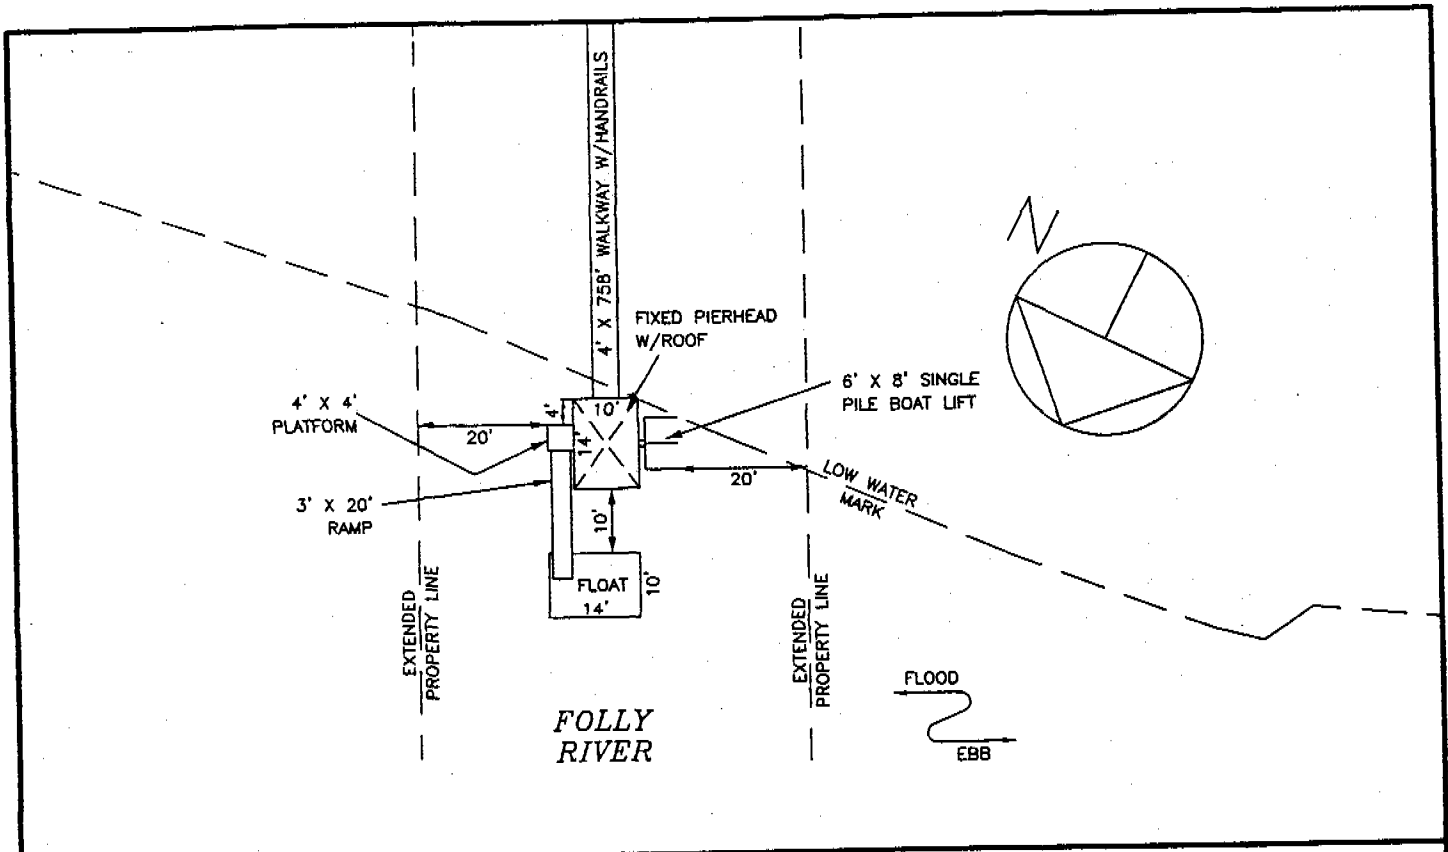 4' X 758' WALKWAY W/HANDRAILS
N
FIXED PIERHEAD
W/ROOF
6' X 8' SINGLE
PILE BOAT LIFT
4' X 4'
PLATFORM
4'
10'
20'
14'
20'
LOW WATER
MARK
3' X 20'
RAMP
10'
FLOAT
10'
14'
EXTENDED
PROPERTY LINE
EXTENDED
PROPERTY LINE
FLOOD
EBB
FOLLY
RIVER